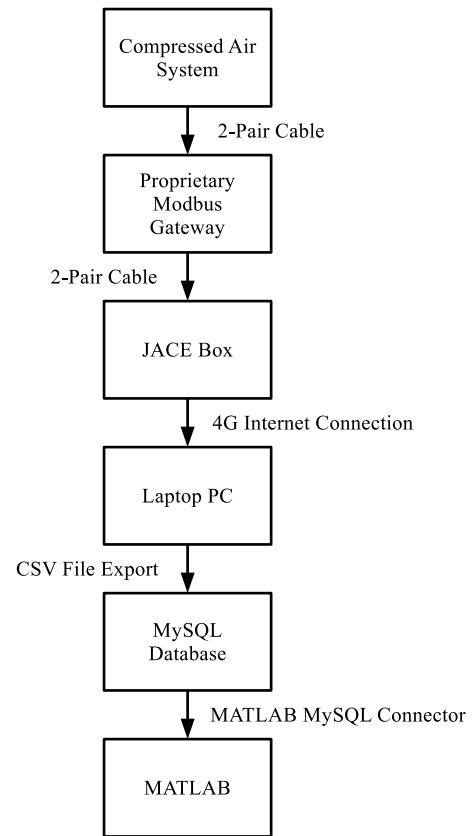 Compressed Air
System
2-Pair Cable
Proprietary
Modbus
Gateway
2-Pair Cable
JACE Box
4G Internet Connection
Laptop PC
CSV File Export
MySQL
Database
MATLAB MySQL Connector
MATLAB